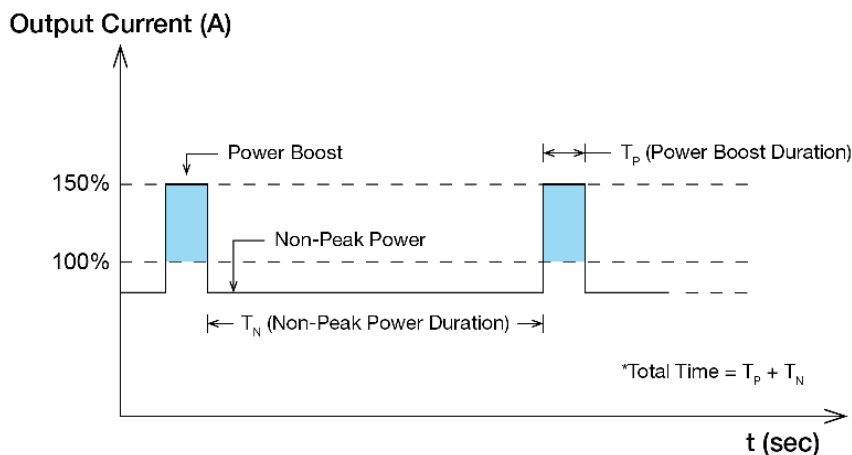 Output Current (A)
Power Boost
T_P (Power Boost Duration)
150%
Non-Peak Power
100%
T_N (Non-Peak Power Duration)
*Total Time = T_P + T_N
t (sec)